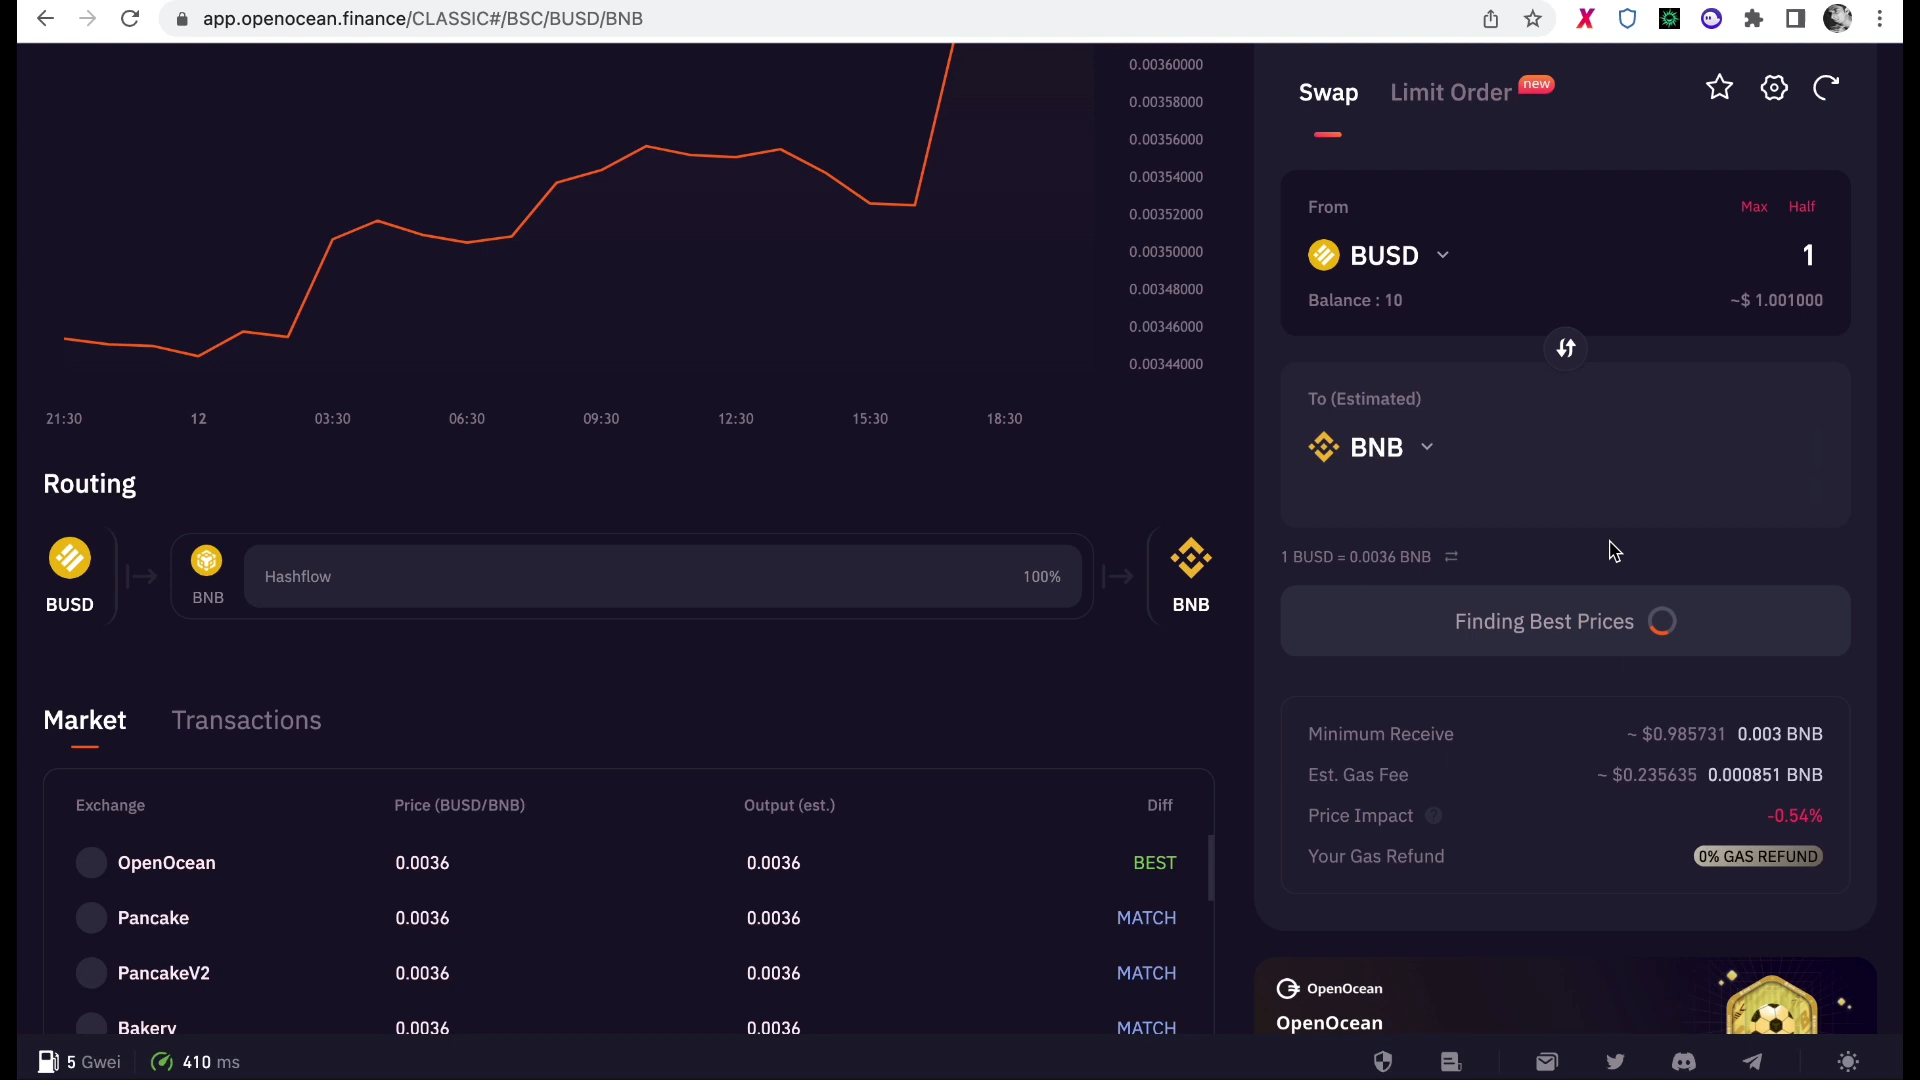 app.openocean.finance/CLASSIC#/BSC/BUSD/BNB
0.00360000
0.00358000
0.00356000
0.00354000
0.00352000
0.00350000
0.00348000
0.00346000
0.00344000
21:30 12 03:30 06:30 09:30 12:30 15:30 18:30
Routing
BUSD
BNB
Hashflow 100%
BNB
Market Transactions
Exchange Price (BUSD/BNB) Output (est.) Diff
OpenOcean 0.0036 0.0036 BEST
Pancake 0.0036 0.0036 MATCH
PancakeV2 0.0036 0.0036 MATCH
Bakery 0.0036 0.0036 MATCH
Swap Limit Order new
From Max Half
BUSD 1
Balance : 10 ~$ 1.001000
To (Estimated)
BNB
1 BUSD = 0.0036 BNB
Finding Best Prices
Minimum Receive ~ $0.985731 0.003 BNB
Est. Gas Fee ~ $0.235635 0.000851 BNB
Price Impact ? -0.54%
Your Gas Refund 0% GAS REFUND
OpenOcean
OpenOcean
5 Gwei 410 ms